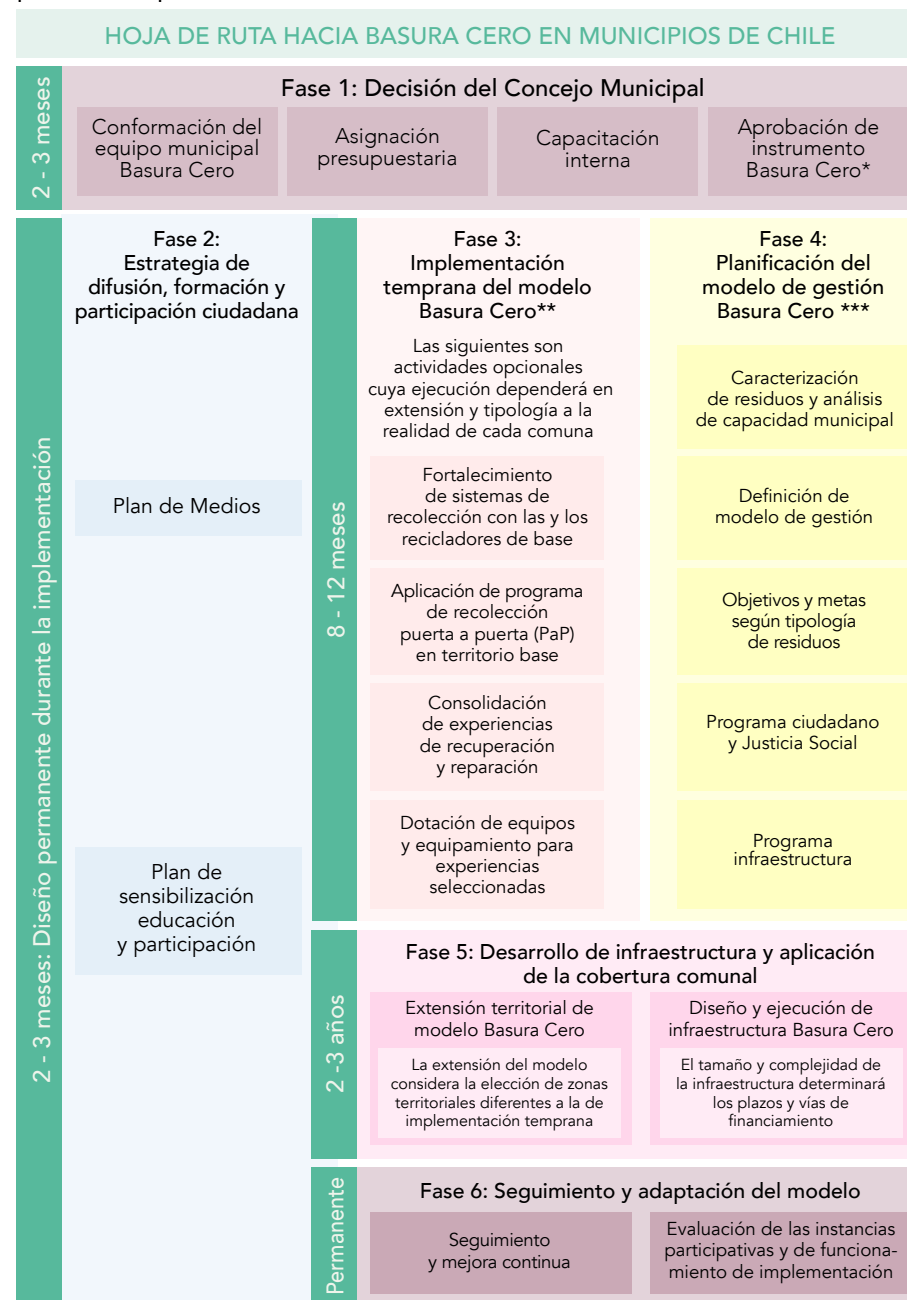 HOJA DE RUTA HACIA BASURA CERO EN MUNICIPIOS DE CHILE
2 - 3 meses
Fase 1: Decisión del Concejo Municipal
Conformación del
equipo municipal
Basura Cero
Asignación
presupuestaria
Capacitación
interna
Aprobación de
instrumento
Basura Cero*
2 - 3 meses: Diseño permanente durante la implementación
Fase 2:
Estrategia de
difusión, formación y
participación ciudadana
Plan de Medios
Plan de
sensibilización
educación
y participación
8 - 12 meses
Fase 3:
Implementación
temprana del modelo
Basura Cero**
Las siguientes son
actividades opcionales
cuya ejecución dependerá en
extensión y tipología a la
realidad de cada comuna
Fortalecimiento
de sistemas de
recolección con las y los
recicladores de base
Aplicación de programa
de recolección
puerta a puerta (PaP)
en territorio base
Consolidación
de experiencias
de recuperación
y reparación
Dotación de equipos
y equipamiento para
experiencias
seleccionadas
Fase 4:
Planificación del
modelo de gestión
Basura Cero ***
Caracterización
de residuos y análisis
de capacidad municipal
Definición de
modelo de gestión
Objetivos y metas
según tipología
de residuos
Programa ciudadano
y Justicia Social
Programa
infraestructura
2 -3 años
Fase 5: Desarrollo de infraestructura y aplicación
de la cobertura comunal
Extensión territorial de
modelo Basura Cero
La extensión del modelo
considera la elección de zonas
territoriales diferentes a la de
implementación temprana
Diseño y ejecución de
infraestructura Basura Cero
El tamaño y complejidad de
la infraestructura determinará
los plazos y vías de
financiamiento
Permanente
Fase 6: Seguimiento y adaptación del modelo
Seguimiento
y mejora continua
Evaluación de las instancias
participativas y de funciona-
miento de implementación